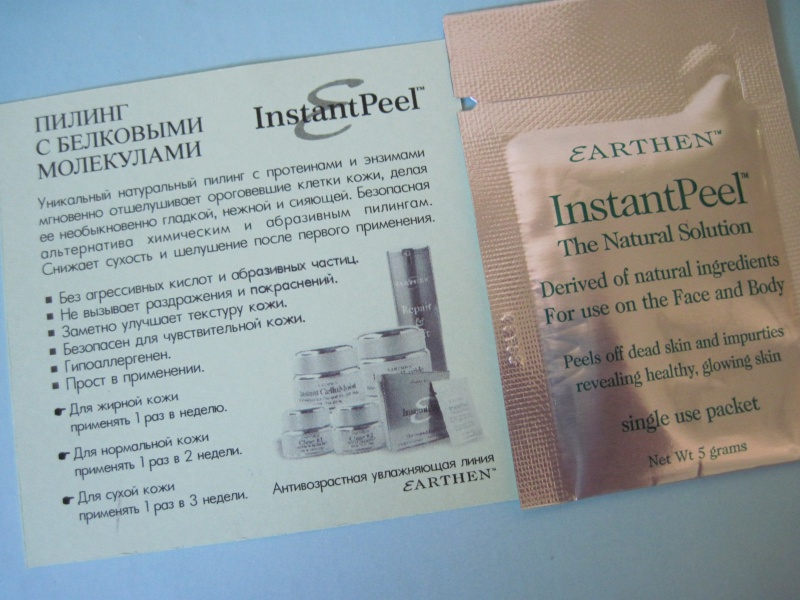 ПИЛИНГ
С БЕЛКОВЫМИ
МОЛЕКУЛАМИ
InstantPeel™
Уникальный натуральный пилинг с протеинами и энзимами
мгновенно отшелушивает ороговевшие клетки кожи, делая
ее необыкновенно гладкой, нежной и сияющей. Безопасная
альтернатива химическим и абразивным пилингам.
Снижает сухость и шелушение после первого применения.
▪ Без агрессивных кислот и абразивных частиц.
▪ Не вызывает раздражения и покраснений.
▪ Заметно улучшает текстуру кожи.
▪ Безопасен для чувствительной кожи.
▪ Гипоаллергенен.
▪ Прост в применении.
☛ Для жирной кожи
применять 1 раз в неделю.
☛ Для нормальной кожи
применять 1 раз в 2 недели.
☛ Для сухой кожи
применять 1 раз в 3 недели.
Repair
&
Антивозрастная увлажняющая линия
EARTHEN™
EARTHEN™
InstantPeel™
The Natural Solution
Derived of natural ingredients
For use on the Face and Body
Peels off dead skin and impurties
revealing healthy, glowing skin
single use packet
Net Wt 5 grams